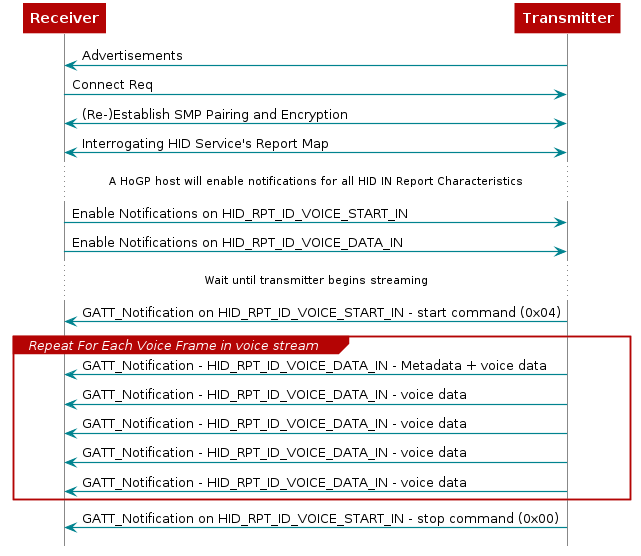 Receiver
Transmitter
Advertisements
Connect Req
(Re-)Establish SMP Pairing and Encryption
Interrogating HID Service's Report Map
A HoGP host will enable notifications for all HID IN Report Characteristics
Enable Notifications on HID_RPT_ID_VOICE_START_IN
Enable Notifications on HID_RPT_ID_VOICE_DATA_IN
Wait until transmitter begins streaming
GATT_Notification on HID_RPT_ID_VOICE_START_IN - start command (0x04)
Repeat For Each Voice Frame in voice stream
GATT_Notification - HID_RPT_ID_VOICE_DATA_IN - Metadata + voice data
GATT_Notification - HID_RPT_ID_VOICE_DATA_IN - voice data
GATT_Notification - HID_RPT_ID_VOICE_DATA_IN - voice data
GATT_Notification - HID_RPT_ID_VOICE_DATA_IN - voice data
GATT_Notification - HID_RPT_ID_VOICE_DATA_IN - voice data
GATT_Notification on HID_RPT_ID_VOICE_START_IN - stop command (0x00)